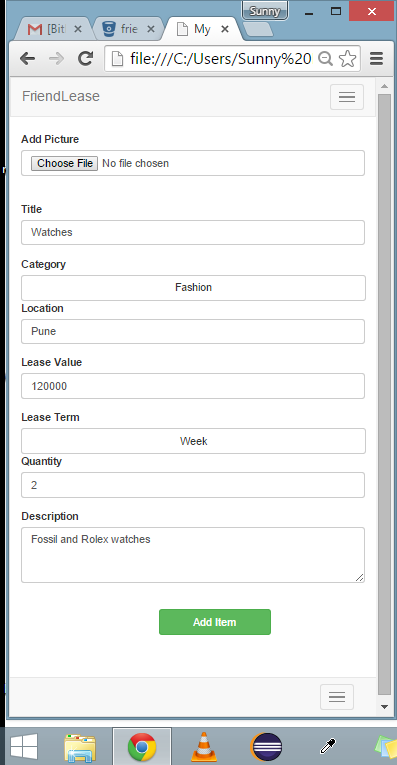 Sunny
[Bitl
frie
My
file:///C:/Users/Sunny%20
FriendLease
Add Picture
Choose File No file chosen
Title
Watches
Category
Fashion
Location
Pune
Lease Value
120000
Lease Term
Week
Quantity
2
Description
Fossil and Rolex watches
Add Item